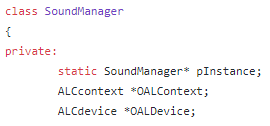 class SoundManager
{
private:
static SoundManager* pInstance;
ALCcontext *OALContext;
ALCdevice *OALDevice;